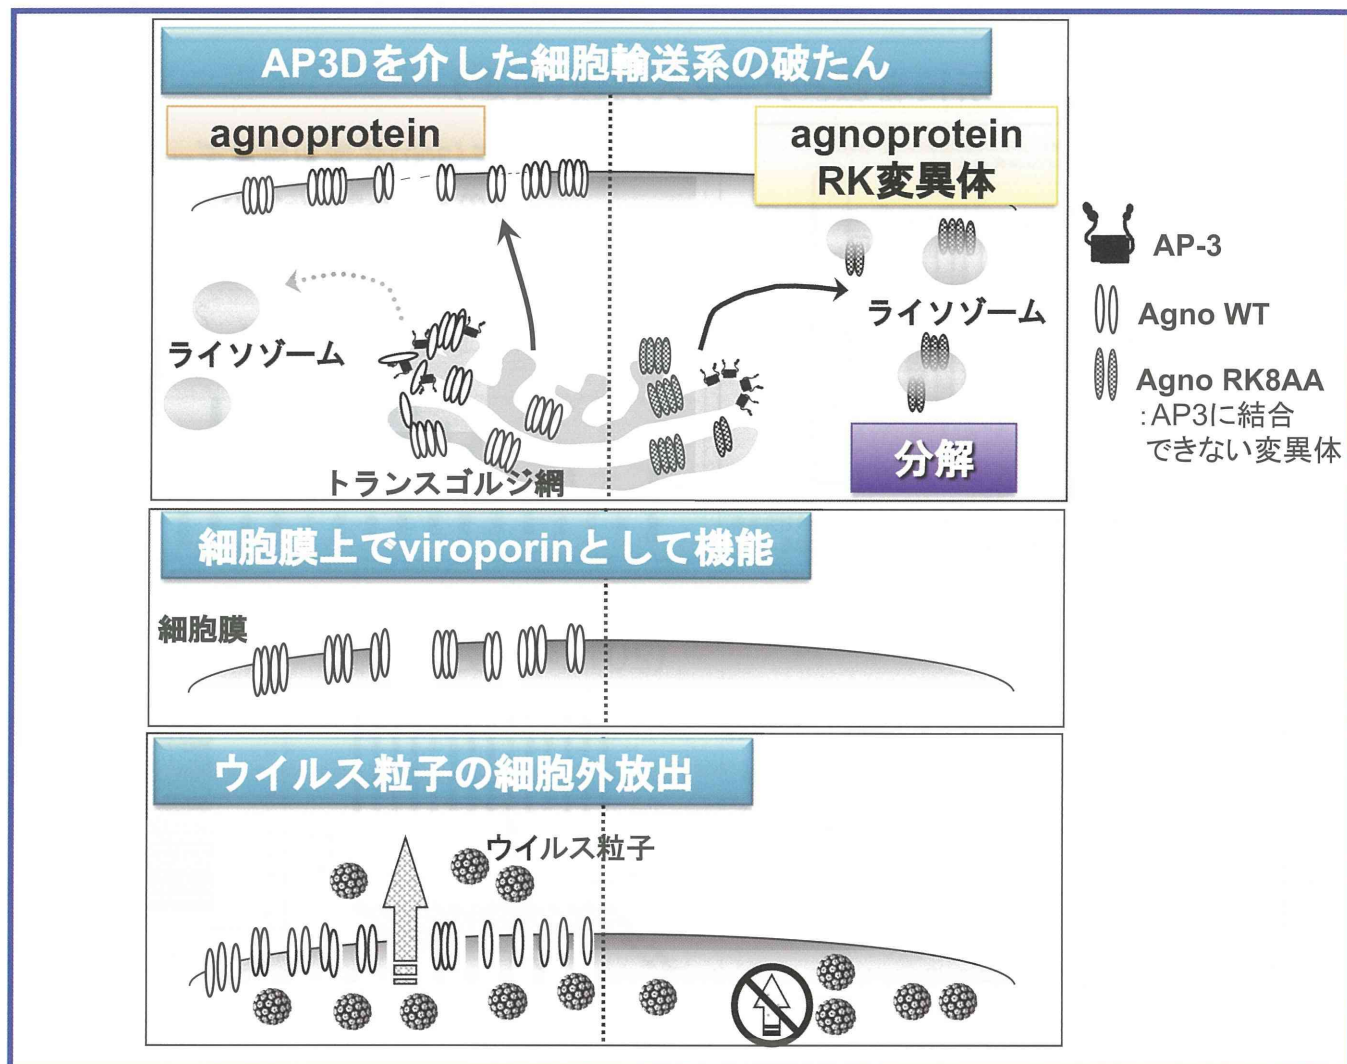 AP3Dを介した細胞輸送系の破たん
agnoprotein
agnoprotein
RK変異体
ライソゾーム
ライソゾーム
トランスゴルジ網
分解
AP-3
Agno WT
Agno RK8AA
:AP3に結合
できない変異体
細胞膜上でviroporinとして機能
細胞膜
ウイルス粒子の細胞外放出
ウイルス粒子